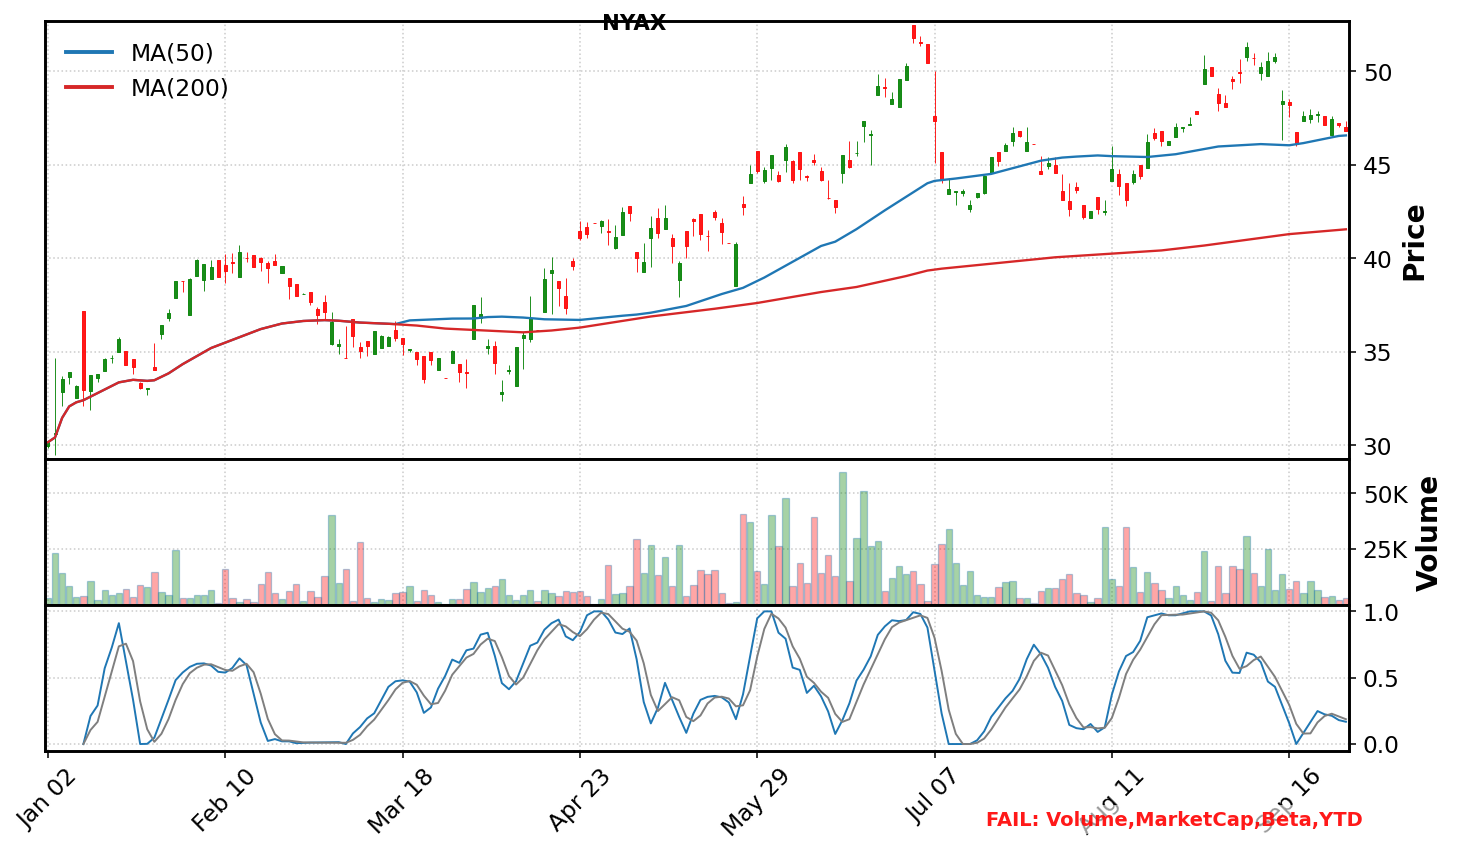 NYAX
MA(50)
MA(200)
50
45
40
35
30
Price
50K
25K
Volume
1.0
0.5
0.0
Jan 02
Feb 10
Mar 18
Apr 23
May 29
Jul 07
Aug 11
Sep 16
FAIL: Volume,MarketCap,Beta,YTD